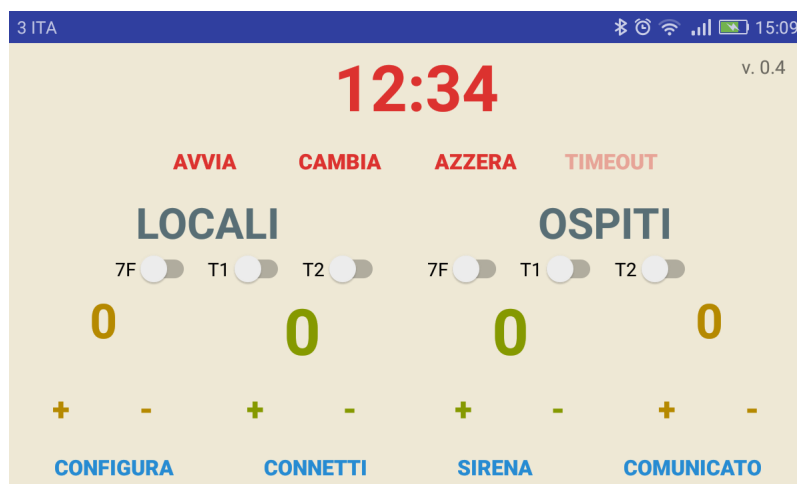 3 ITA 15:09
v. 0.4
12:34
AVVIA CAMBIA AZZERA TIMEOUT
LOCALI OSPITI
7F T1 T2 7F T1 T2
0 0 0 0
+ - + - + - + -
CONFIGURA CONNETTI SIRENA COMUNICATO